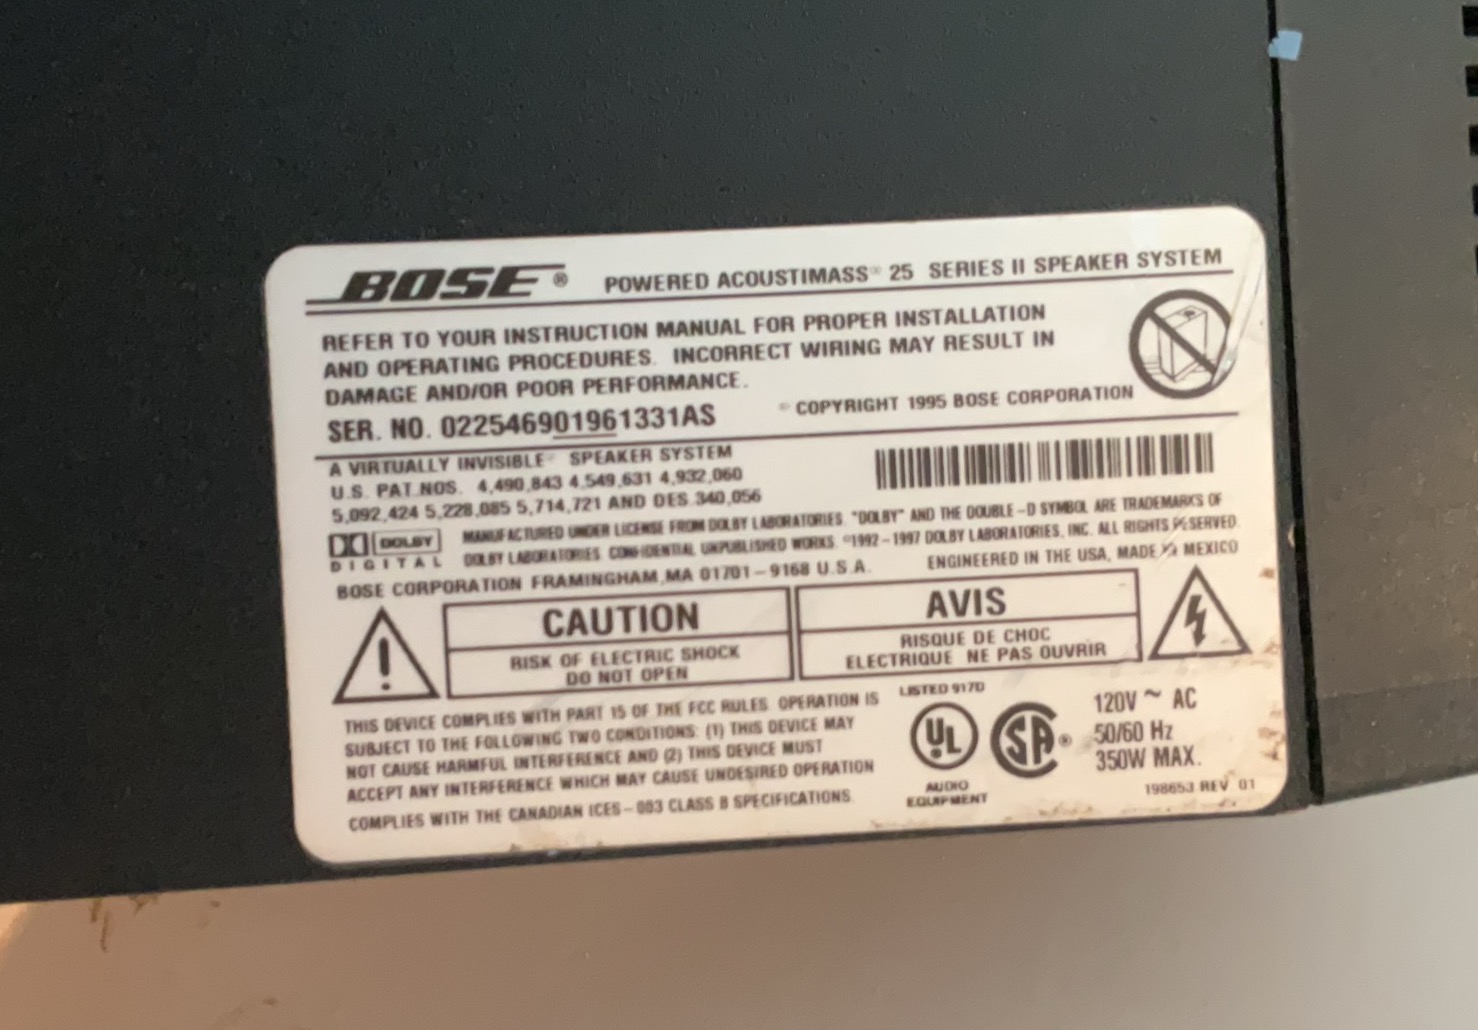 BOSE® POWERED ACOUSTIMASS® 25 SERIES II SPEAKER SYSTEM
REFER TO YOUR INSTRUCTION MANUAL FOR PROPER INSTALLATION
AND OPERATING PROCEDURES. INCORRECT WIRING MAY RESULT IN
DAMAGE AND/OR POOR PERFORMANCE.
© COPYRIGHT 1995 BOSE CORPORATION
SER. NO. 022546901961331AS
A VIRTUALLY INVISIBLE® SPEAKER SYSTEM
U.S. PAT.NOS. 4,490,843 4,549,631 4,932,060
5,092,424 5,228,085 5,714,721 AND DES.340,056
DOLBY
DIGITAL
MANUFACTURED UNDER LICENSE FROM DOLBY LABORATORIES. "DOLBY" AND THE DOUBLE-D SYMBOL ARE TRADEMARKS OF
DOLBY LABORATORIES. CONFIDENTIAL UNPUBLISHED WORKS. ©1992-1997 DOLBY LABORATORIES, INC. ALL RIGHTS RESERVED.
BOSE CORPORATION FRAMINGHAM,MA 01701-9168 U.S.A.
ENGINEERED IN THE USA, MADE IN MEXICO
CAUTION
RISK OF ELECTRIC SHOCK
DO NOT OPEN
AVIS
RISQUE DE CHOC
ELECTRIQUE NE PAS OUVRIR
THIS DEVICE COMPLIES WITH PART 15 OF THE FCC RULES. OPERATION IS
SUBJECT TO THE FOLLOWING TWO CONDITIONS: (1) THIS DEVICE MAY
NOT CAUSE HARMFUL INTERFERENCE AND (2) THIS DEVICE MUST
ACCEPT ANY INTERFERENCE WHICH MAY CAUSE UNDESIRED OPERATION
COMPLIES WITH THE CANADIAN ICES-003 CLASS B SPECIFICATIONS.
LISTED 917D
UL
AUDIO
EQUIPMENT
SA®
120V ~ AC
50/60 Hz
350W MAX.
198653 REV 01